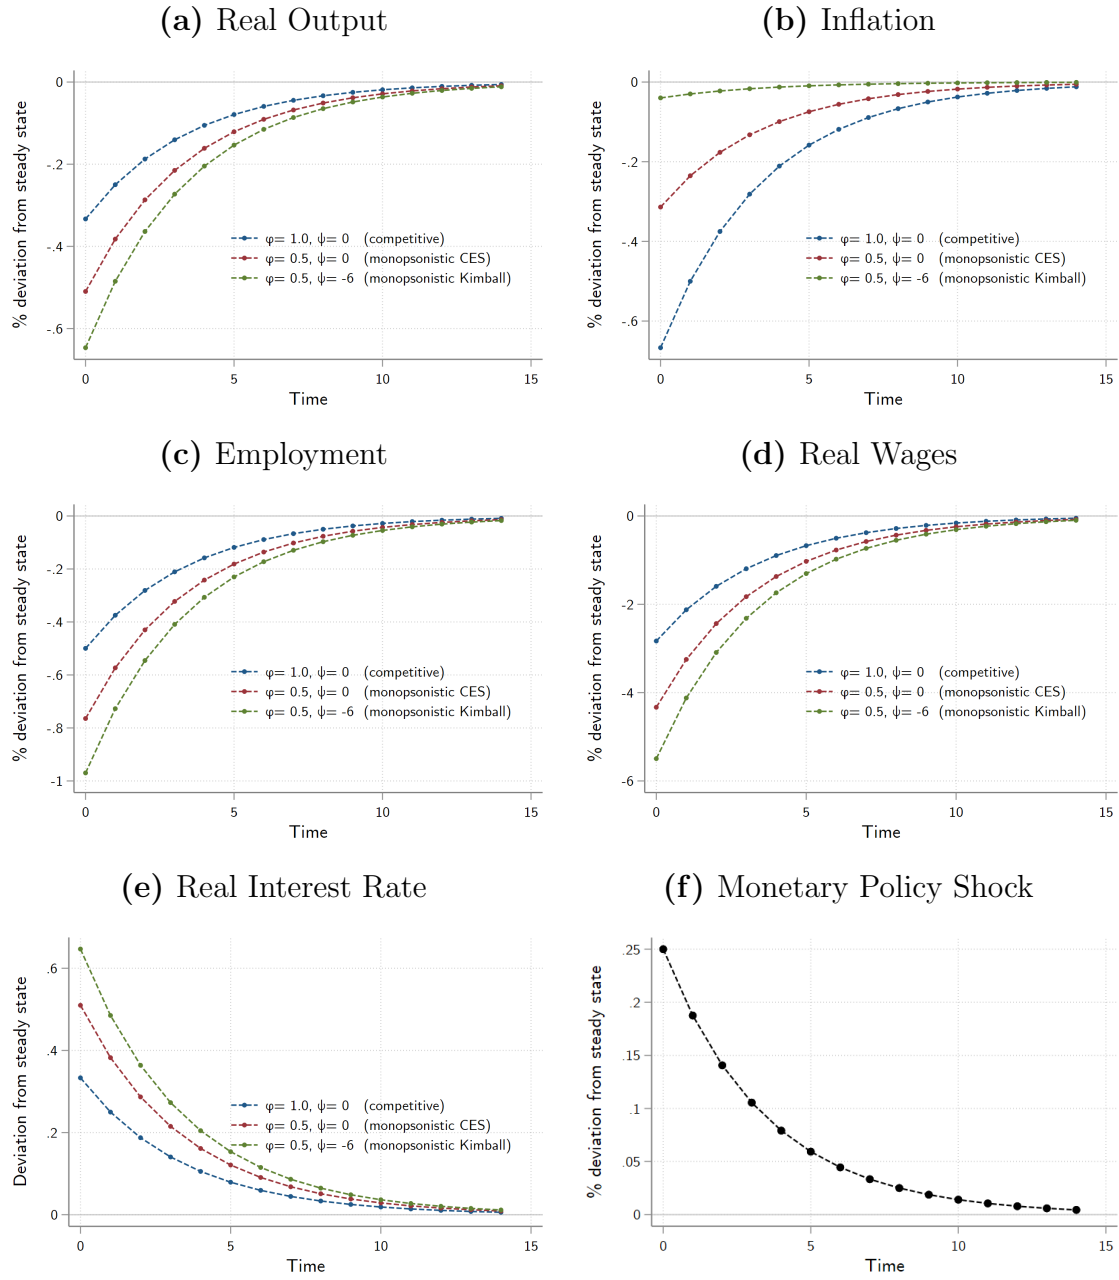 (a) Real Output
% deviation from steady state
0
-.2
-.4
-.6
φ= 1.0, ψ= 0 (competitive)
φ= 0.5, ψ= 0 (monopsonistic CES)
φ= 0.5, ψ= -6 (monopsonistic Kimball)
0 5 10 15
Time
(b) Inflation
% deviation from steady state
0
-.2
-.4
-.6
φ= 1.0, ψ= 0 (competitive)
φ= 0.5, ψ= 0 (monopsonistic CES)
φ= 0.5, ψ= -6 (monopsonistic Kimball)
0 5 10 15
Time
(c) Employment
% deviation from steady state
0
-.2
-.4
-.6
-.8
-1
φ= 1.0, ψ= 0 (competitive)
φ= 0.5, ψ= 0 (monopsonistic CES)
φ= 0.5, ψ= -6 (monopsonistic Kimball)
0 5 10 15
Time
(d) Real Wages
% deviation from steady state
0
-2
-4
-6
φ= 1.0, ψ= 0 (competitive)
φ= 0.5, ψ= 0 (monopsonistic CES)
φ= 0.5, ψ= -6 (monopsonistic Kimball)
0 5 10 15
Time
(e) Real Interest Rate
Deviation from steady state
.6
.4
.2
0
φ= 1.0, ψ= 0 (competitive)
φ= 0.5, ψ= 0 (monopsonistic CES)
φ= 0.5, ψ= -6 (monopsonistic Kimball)
0 5 10 15
Time
(f) Monetary Policy Shock
% deviation from steady state
.25
.2
.15
.1
.05
0
0 5 10 15
Time